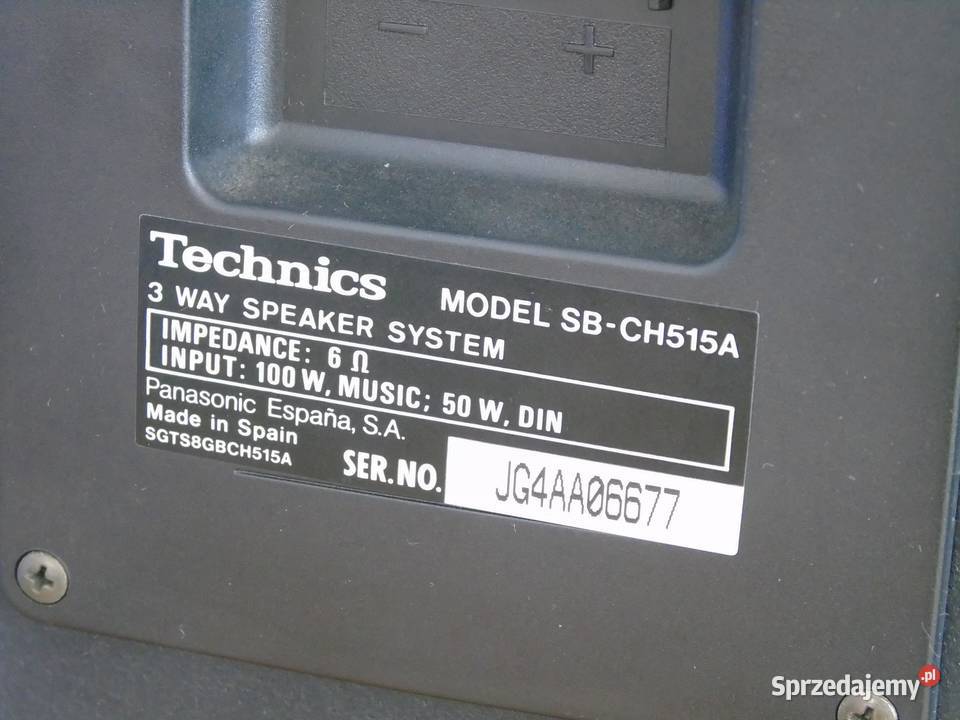 − +
Technics MODEL SB-CH515A
3 WAY SPEAKER SYSTEM
IMPEDANCE: 6 Ω
INPUT: 100 W, MUSIC; 50 W, DIN
Panasonic España, S.A.
Made in Spain
SGTS8GBCH515A
SER.NO. JG4AA06677
Sprzedajemy.pl